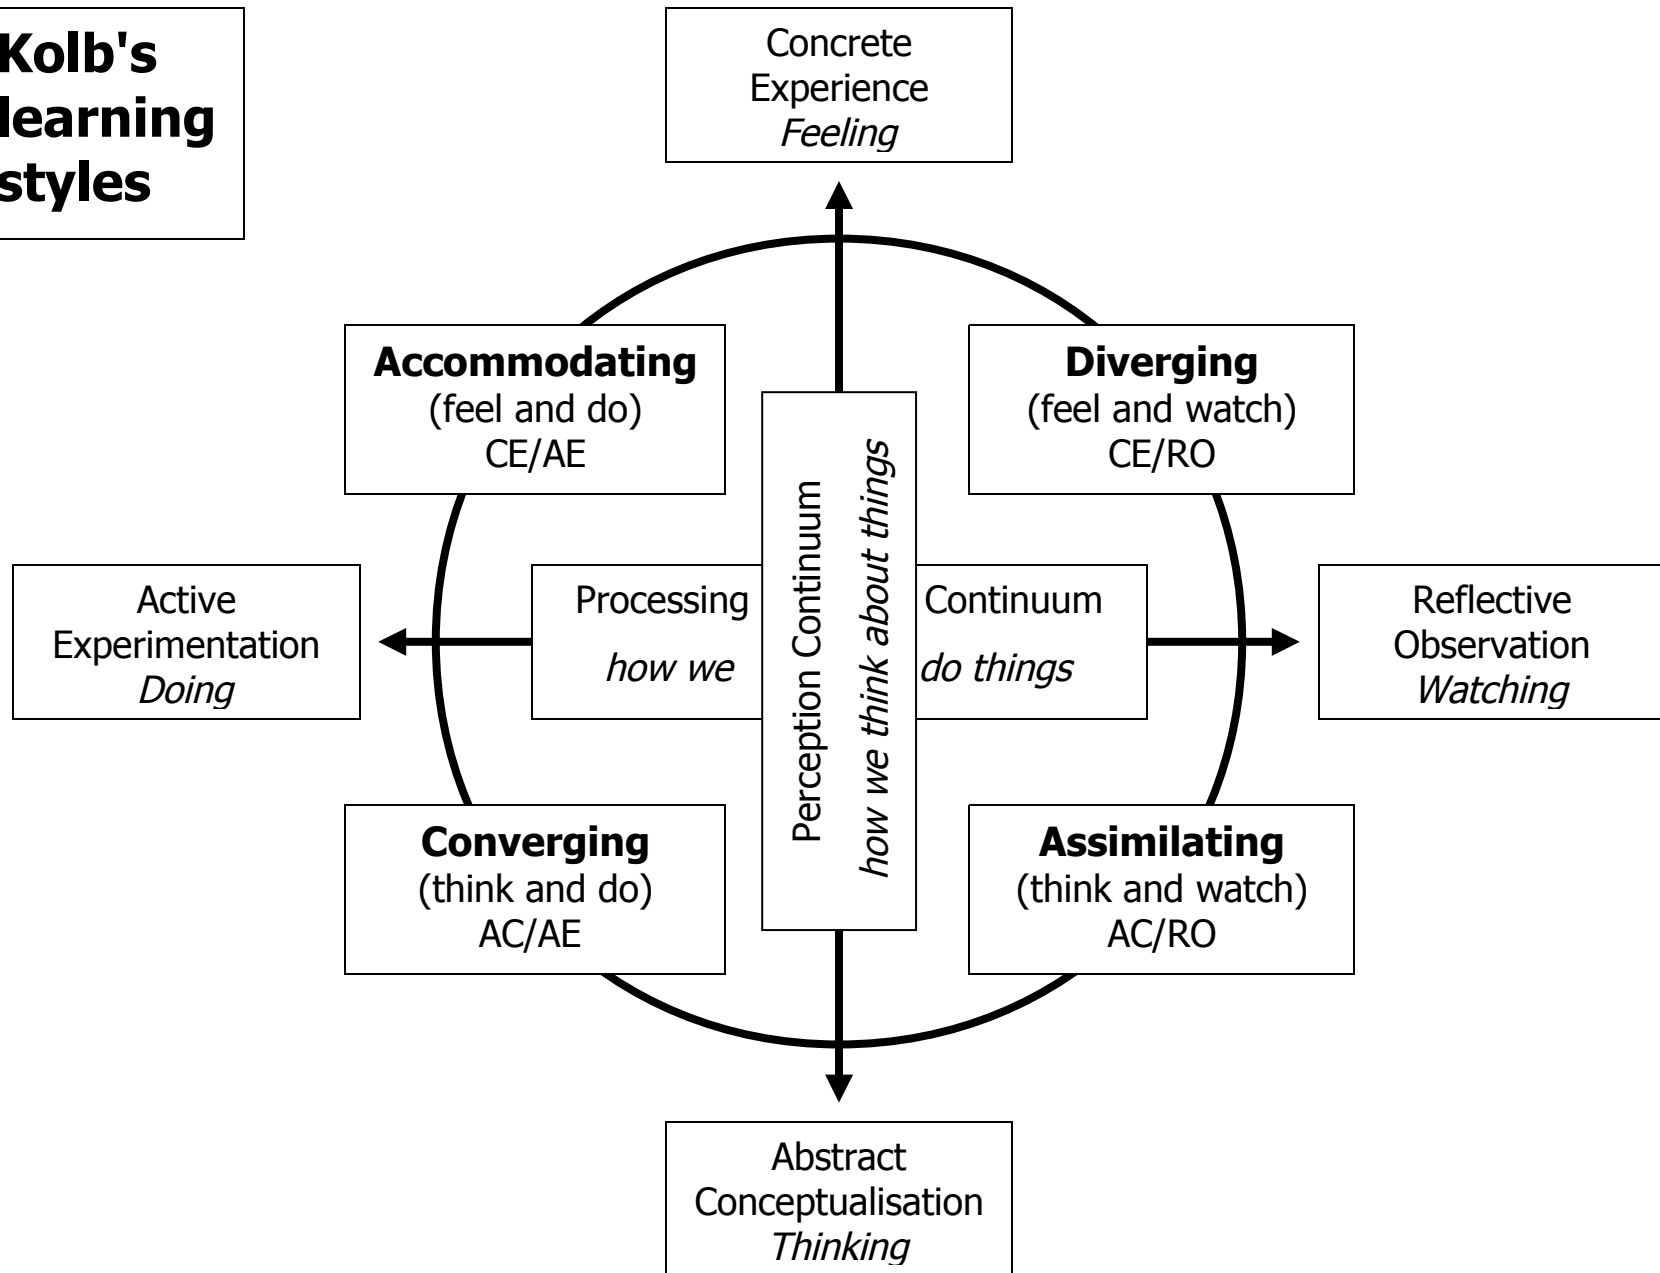 Kolb's
learning
styles
Concrete
Experience
Feeling
Accommodating
(feel and do)
CE/AE
Diverging
(feel and watch)
CE/RO
Active
Experimentation
Doing
Processing Continuum
how we do things
Perception Continuum
how we think about things
Reflective
Observation
Watching
Converging
(think and do)
AC/AE
Assimilating
(think and watch)
AC/RO
Abstract
Conceptualisation
Thinking